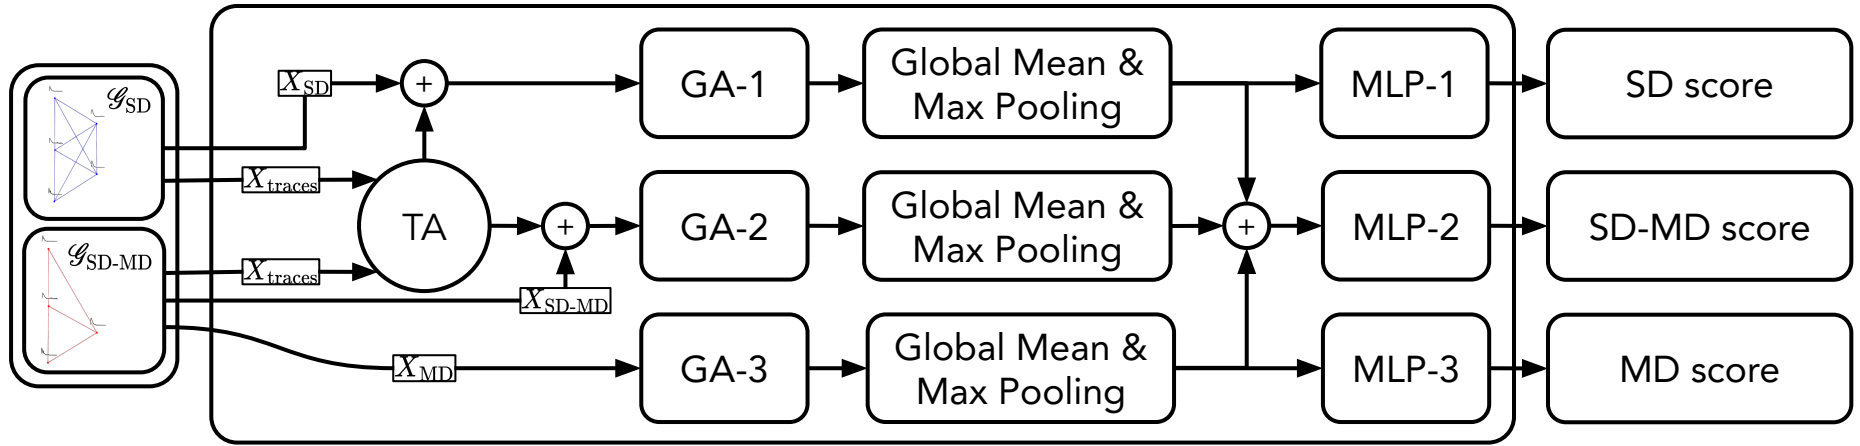 𝒢SD
𝒢SD-MD
XSD
Xtraces
Xtraces
XSD-MD
XMD
+
TA
+
GA-1
Global Mean &
Max Pooling
MLP-1
SD score
GA-2
Global Mean &
Max Pooling
+
MLP-2
SD-MD score
GA-3
Global Mean &
Max Pooling
MLP-3
MD score